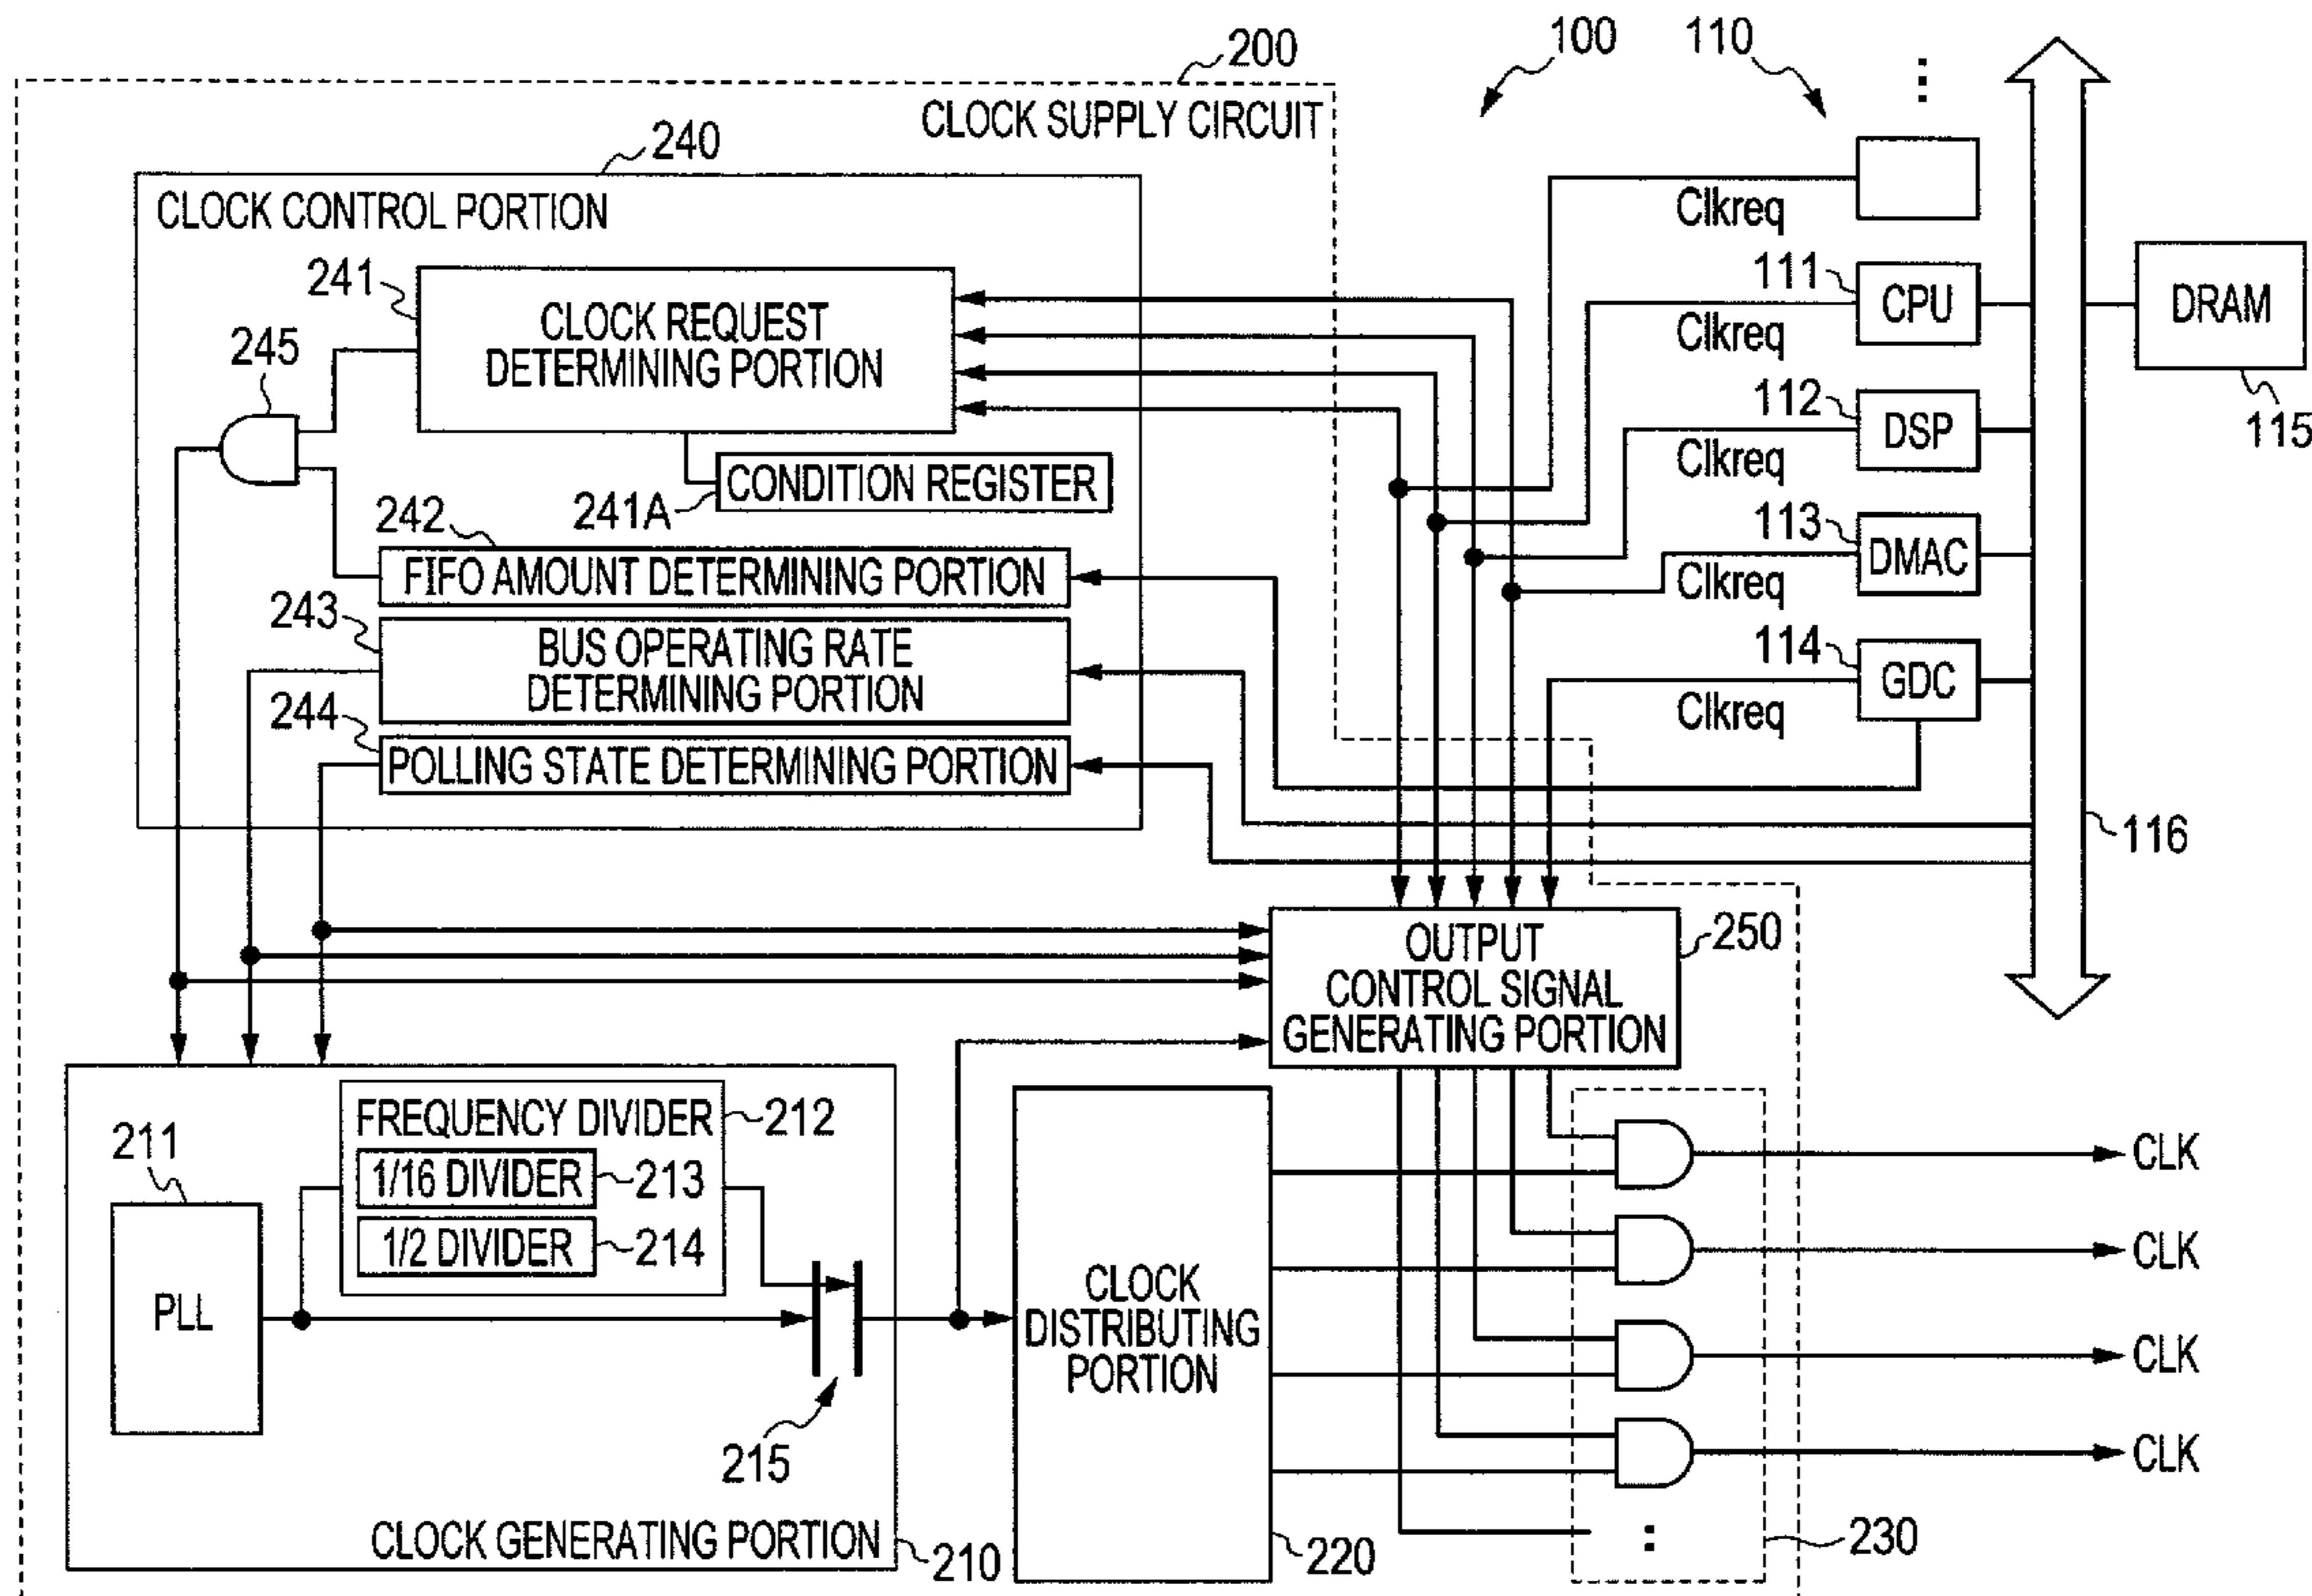 200
100
110
CLOCK SUPPLY CIRCUIT
240
CLOCK CONTROL PORTION
Clkreq
241
CLOCK REQUEST
DETERMINING PORTION
111
CPU
Clkreq
DRAM
115
245
112
DSP
Clkreq
CONDITION REGISTER
241A
242
FIFO AMOUNT DETERMINING PORTION
113
DMAC
Clkreq
243
BUS OPERATING RATE
DETERMINING PORTION
114
GDC
Clkreq
244
POLLING STATE DETERMINING PORTION
116
OUTPUT
CONTROL SIGNAL
GENERATING PORTION
250
FREQUENCY DIVIDER
212
211
1/16 DIVIDER
213
1/2 DIVIDER
214
PLL
215
CLOCK GENERATING PORTION
210
CLOCK
DISTRIBUTING
PORTION
220
CLK
CLK
CLK
CLK
230